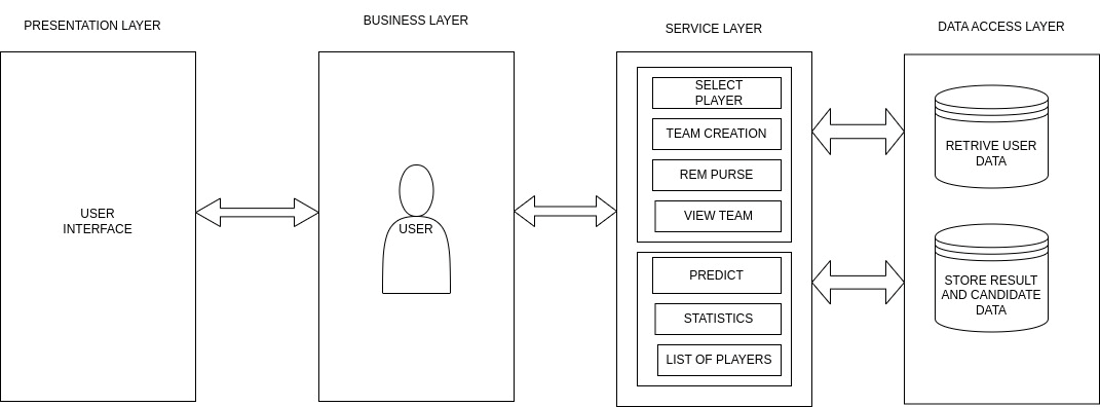 PRESENTATION LAYER
BUSINESS LAYER
SERVICE LAYER
DATA ACCESS LAYER
USER
INTERFACE
USER
SELECT
PLAYER
TEAM CREATION
REM PURSE
VIEW TEAM
PREDICT
STATISTICS
LIST OF PLAYERS
RETRIVE USER
DATA
STORE RESULT
AND CANDIDATE
DATA